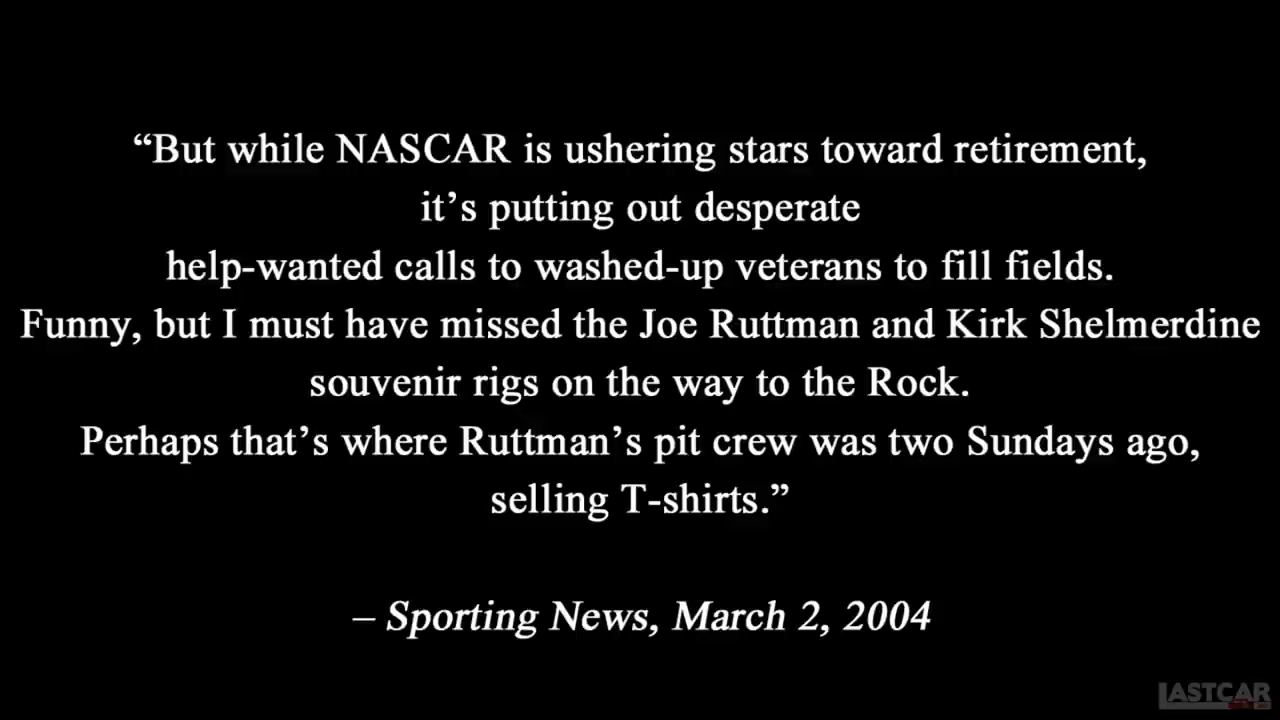 “But while NASCAR is ushering stars toward retirement,
it’s putting out desperate
help-wanted calls to washed-up veterans to fill fields.
Funny, but I must have missed the Joe Ruttman and Kirk Shelmerdine
souvenir rigs on the way to the Rock.
Perhaps that’s where Ruttman’s pit crew was two Sundays ago,
selling T-shirts.”
– Sporting News, March 2, 2004
LASTCAR